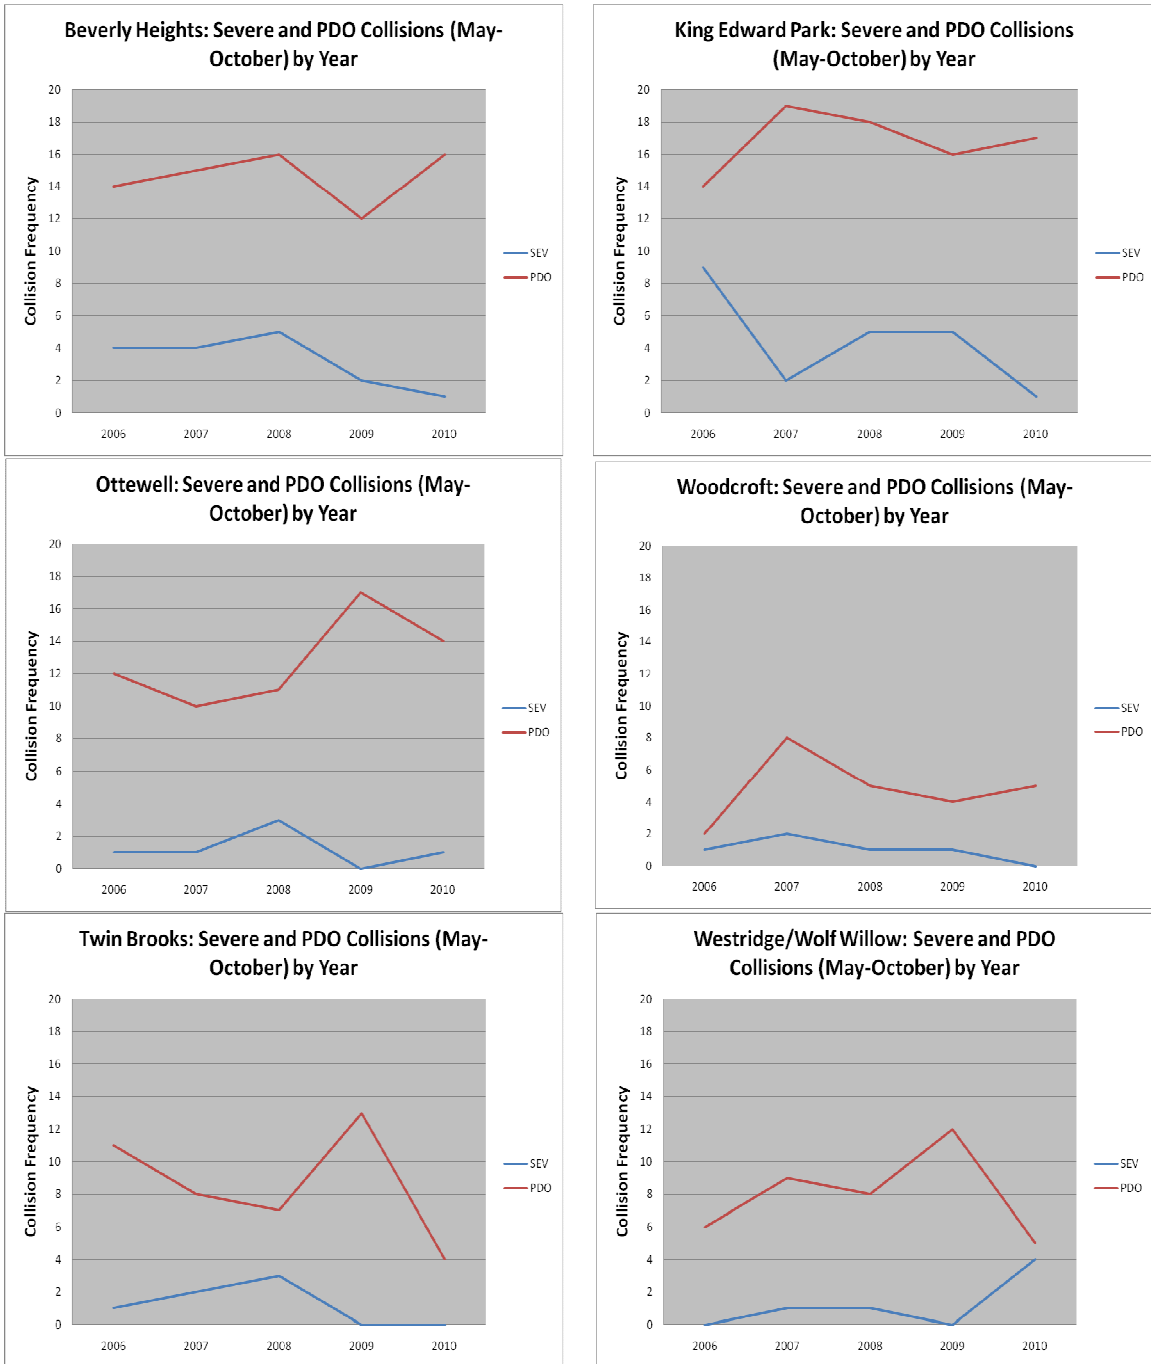 Beverly Heights: Severe and PDO Collisions (May-
October) by Year
20
18
16
14
12
10
8
6
4
2
0
Collision Frequency
2006 2007 2008 2009 2010
SEV
PDO
King Edward Park: Severe and PDO Collisions
(May-October) by Year
20
18
16
14
12
10
8
6
4
2
0
Collision Frequency
2006 2007 2008 2009 2010
SEV
PDO
Ottewell: Severe and PDO Collisions (May-
October) by Year
20
18
16
14
12
10
8
6
4
2
0
Collision Frequency
2006 2007 2008 2009 2010
SEV
PDO
Woodcroft: Severe and PDO Collisions (May-
October) by Year
20
18
16
14
12
10
8
6
4
2
0
Collision Frequency
2006 2007 2008 2009 2010
SEV
PDO
Twin Brooks: Severe and PDO Collisions (May-
October) by Year
20
18
16
14
12
10
8
6
4
2
0
Collision Frequency
2006 2007 2008 2009 2010
SEV
PDO
Westridge/Wolf Willow: Severe and PDO
Collisions (May-October) by Year
20
18
16
14
12
10
8
6
4
2
0
Collision Frequency
2006 2007 2008 2009 2010
SEV
PDO